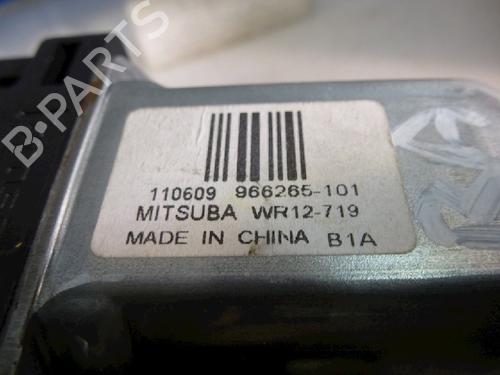 B-PARTS
110609 966265-101
MITSUBA WR12-719
MADE IN CHINA B1A